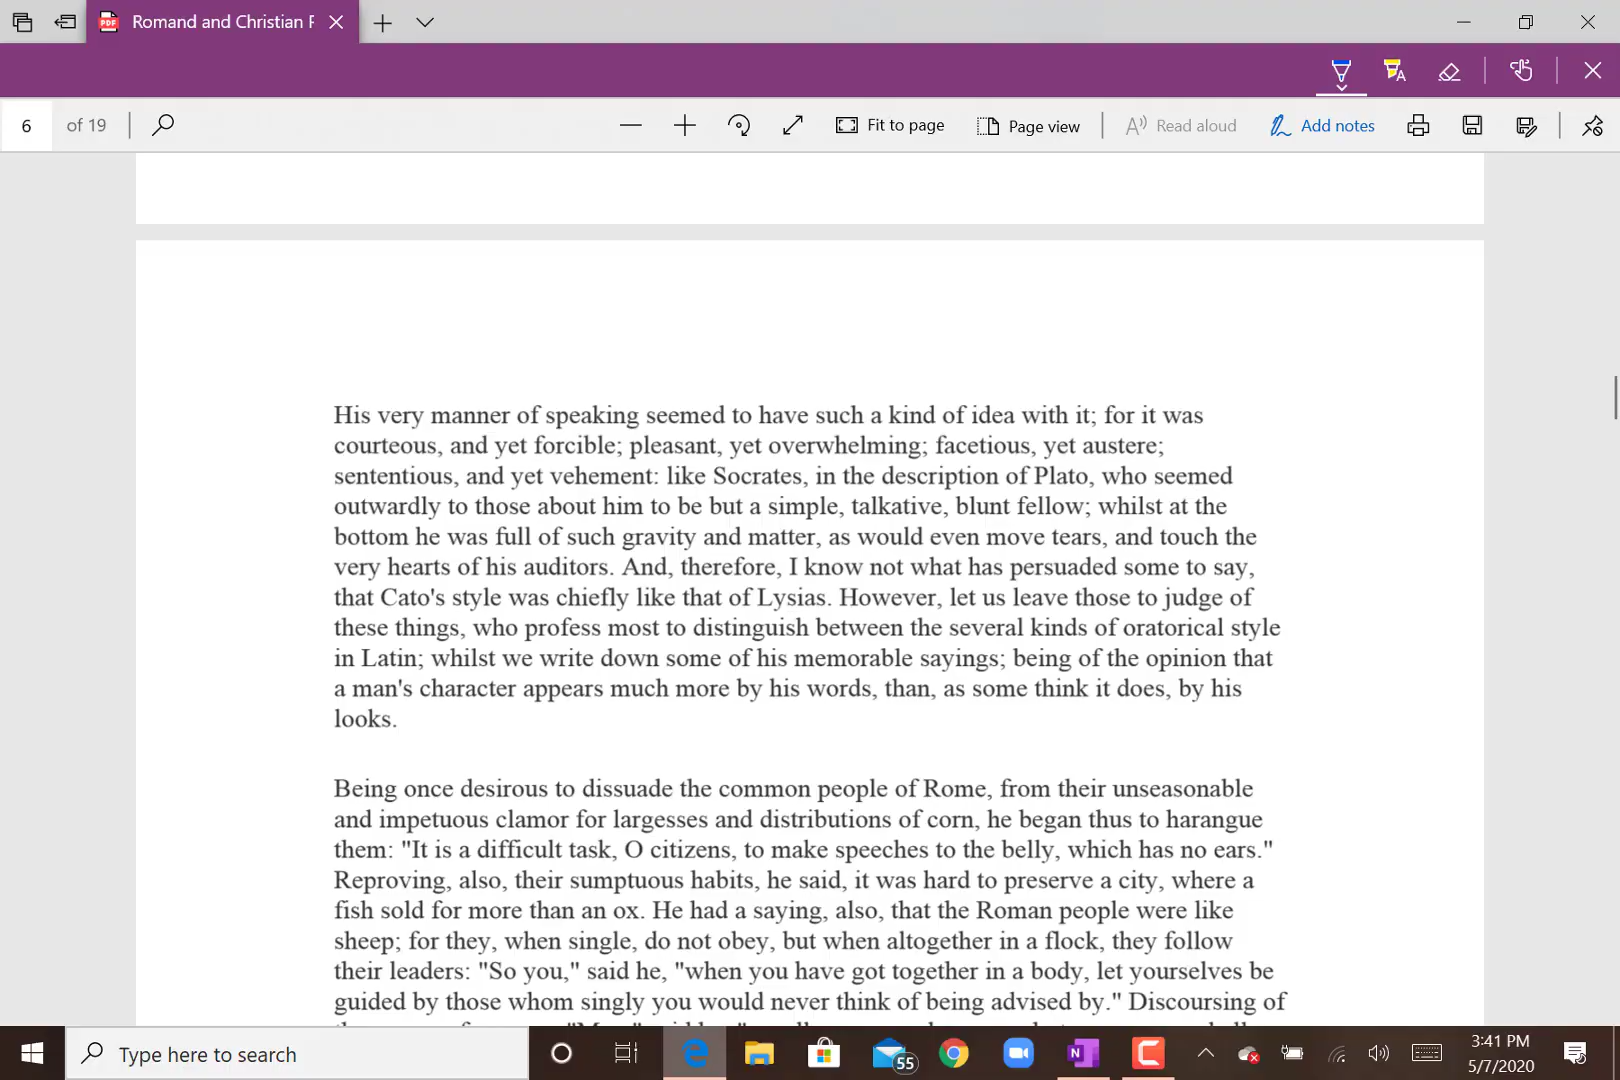 Romand and Christian F
6 of 19 Fit to page Page view Read aloud Add notes
His very manner of speaking seemed to have such a kind of idea with it; for it was
courteous, and yet forcible; pleasant, yet overwhelming; facetious, yet austere;
sententious, and yet vehement: like Socrates, in the description of Plato, who seemed
outwardly to those about him to be but a simple, talkative, blunt fellow; whilst at the
bottom he was full of such gravity and matter, as would even move tears, and touch the
very hearts of his auditors. And, therefore, I know not what has persuaded some to say,
that Cato's style was chiefly like that of Lysias. However, let us leave those to judge of
these things, who profess most to distinguish between the several kinds of oratorical style
in Latin; whilst we write down some of his memorable sayings; being of the opinion that
a man's character appears much more by his words, than, as some think it does, by his
looks.
Being once desirous to dissuade the common people of Rome, from their unseasonable
and impetuous clamor for largesses and distributions of corn, he began thus to harangue
them: "It is a difficult task, O citizens, to make speeches to the belly, which has no ears."
Reproving, also, their sumptuous habits, he said, it was hard to preserve a city, where a
fish sold for more than an ox. He had a saying, also, that the Roman people were like
sheep; for they, when single, do not obey, but when altogether in a flock, they follow
their leaders: "So you," said he, "when you have got together in a body, let yourselves be
guided by those whom singly you would never think of being advised by." Discoursing of
Type here to search 55 3:41 PM
5/7/2020